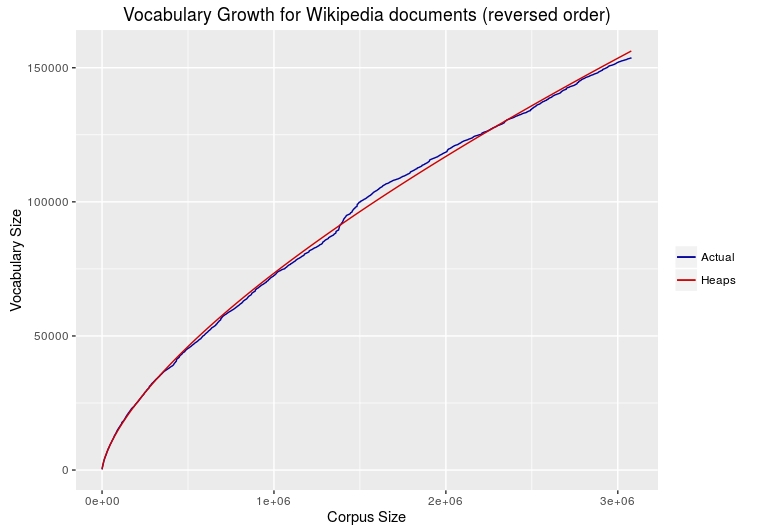 Vocabulary Growth for Wikipedia documents (reversed order)
Vocabulary Size
150000
100000
50000
0
0e+00 1e+06 2e+06 3e+06
Corpus Size
Actual
Heaps